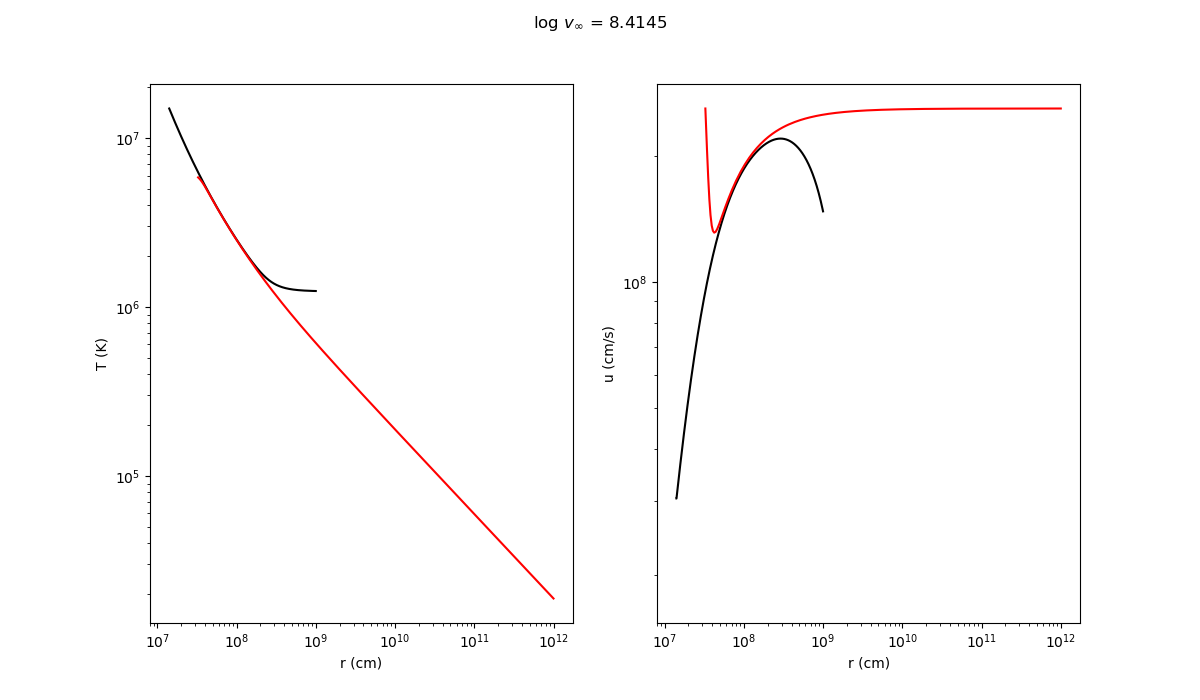 log v∞ = 8.4145
10⁷
10⁶
10⁵
T (K)
10⁷ 10⁸ 10⁹ 10¹⁰ 10¹¹ 10¹²
r (cm)
10⁸
u (cm/s)
10⁷ 10⁸ 10⁹ 10¹⁰ 10¹¹ 10¹²
r (cm)